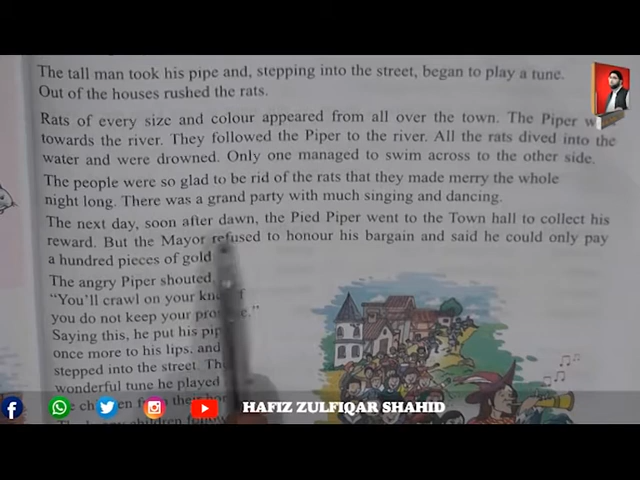 The tall man took his pipe and, stepping into the street, began to play a tune.
Out of the houses rushed the rats.
Rats of every size and colour appeared from all over the town. The Piper
towards the river. They followed the Piper to the river. All the rats dived into the
water and were drowned. Only one managed to swim across to the other side.
The people were so glad to be rid of the rats that they made merry the whole
night long. There was a grand party with much singing and dancing.
The next day, soon after dawn, the Pied Piper went to the Town hall to collect his
reward. But the Mayor refused to honour his bargain and said he could only pay
a hundred pieces of gold
The angry Piper shouted,
"You'll crawl on your
you do not keep your
Saying this, he put his
once more to his lips, and
stepped into the street.
wonderful tune he played
from their
children
HAFIZ ZULFIQAR SHAHID